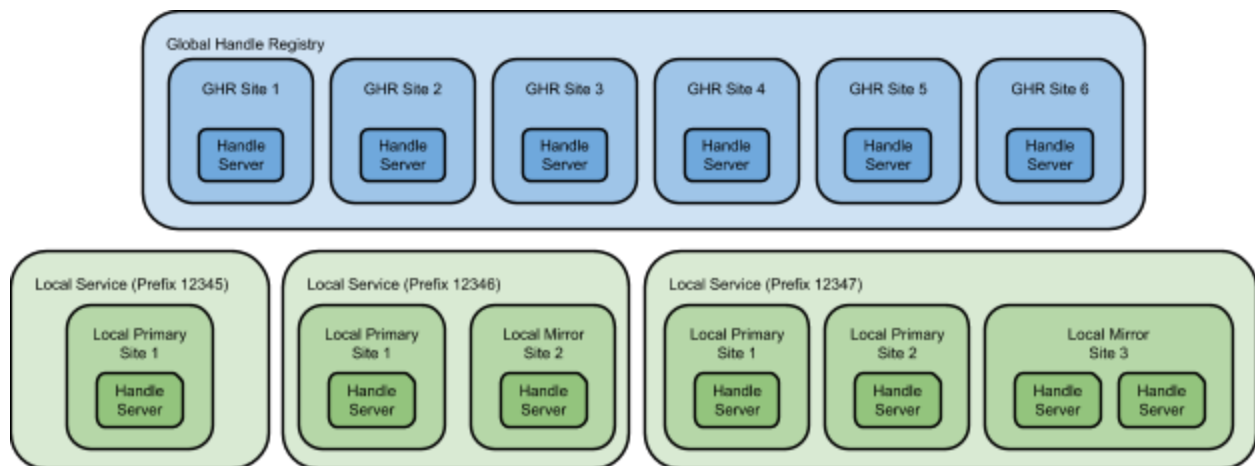 Global Handle Registry
GHR Site 1
Handle
Server
GHR Site 2
Handle
Server
GHR Site 3
Handle
Server
GHR Site 4
Handle
Server
GHR Site 5
Handle
Server
GHR Site 6
Handle
Server
Local Service (Prefix 12345)
Local Primary
Site 1
Handle
Server
Local Service (Prefix 12346)
Local Primary
Site 1
Handle
Server
Local Mirror
Site 2
Handle
Server
Local Service (Prefix 12347)
Local Primary
Site 1
Handle
Server
Local Primary
Site 2
Handle
Server
Local Mirror
Site 3
Handle
Server
Handle
Server